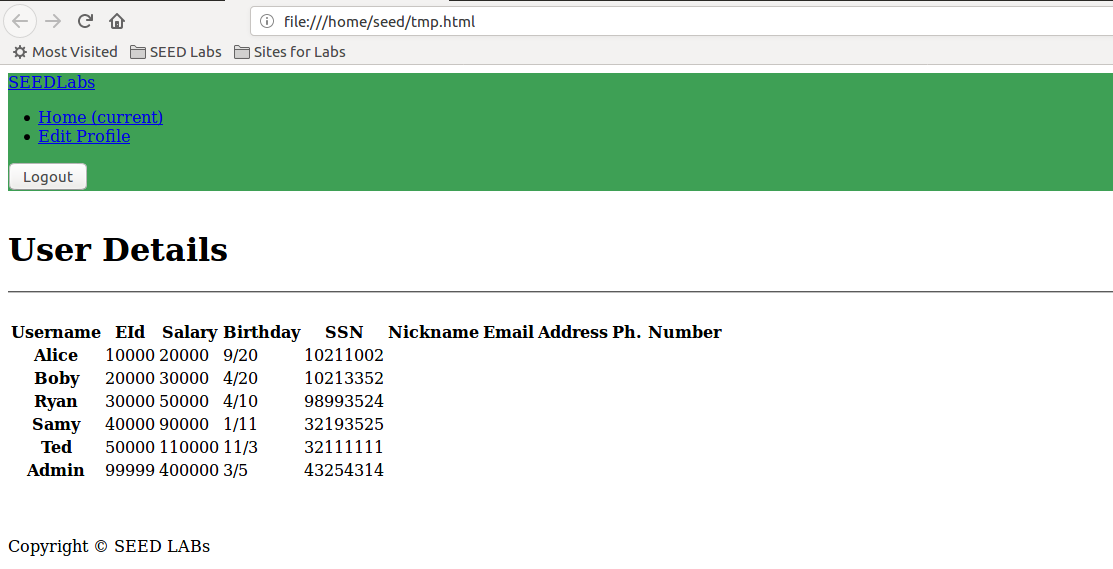 file:///home/seed/tmp.html
Most Visited SEED Labs Sites for Labs
SEEDLabs
Home (current)
Edit Profile
Logout
User Details
Username EId Salary Birthday SSN Nickname Email Address Ph. Number
Alice 10000 20000 9/20 10211002
Boby 20000 30000 4/20 10213352
Ryan 30000 50000 4/10 98993524
Samy 40000 90000 1/11 32193525
Ted 50000 110000 11/3 32111111
Admin 99999 400000 3/5 43254314
Copyright © SEED LABs